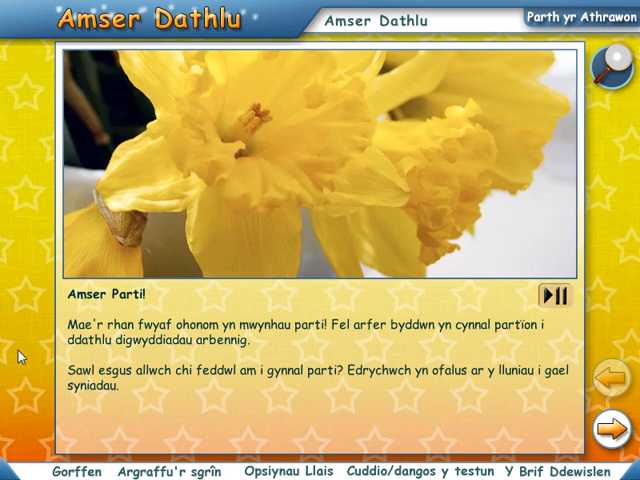 Amser Dathlu
Amser Dathlu
Parth yr Athrawon
Amser Parti!
Mae'r rhan fwyaf ohonom yn mwynhau parti! Fel arfer byddwn yn cynnal partïon i
ddathlu digwyddiadau arbennig.
Sawl esgus allwch chi feddwl am i gynnal parti? Edrychwch yn ofalus ar y lluniau i gael
syniadau.
Gorffen
Argraffu'r sgrîn
Opsiynau Llais
Cuddio/dangos y testun
Y Brif Ddewislen